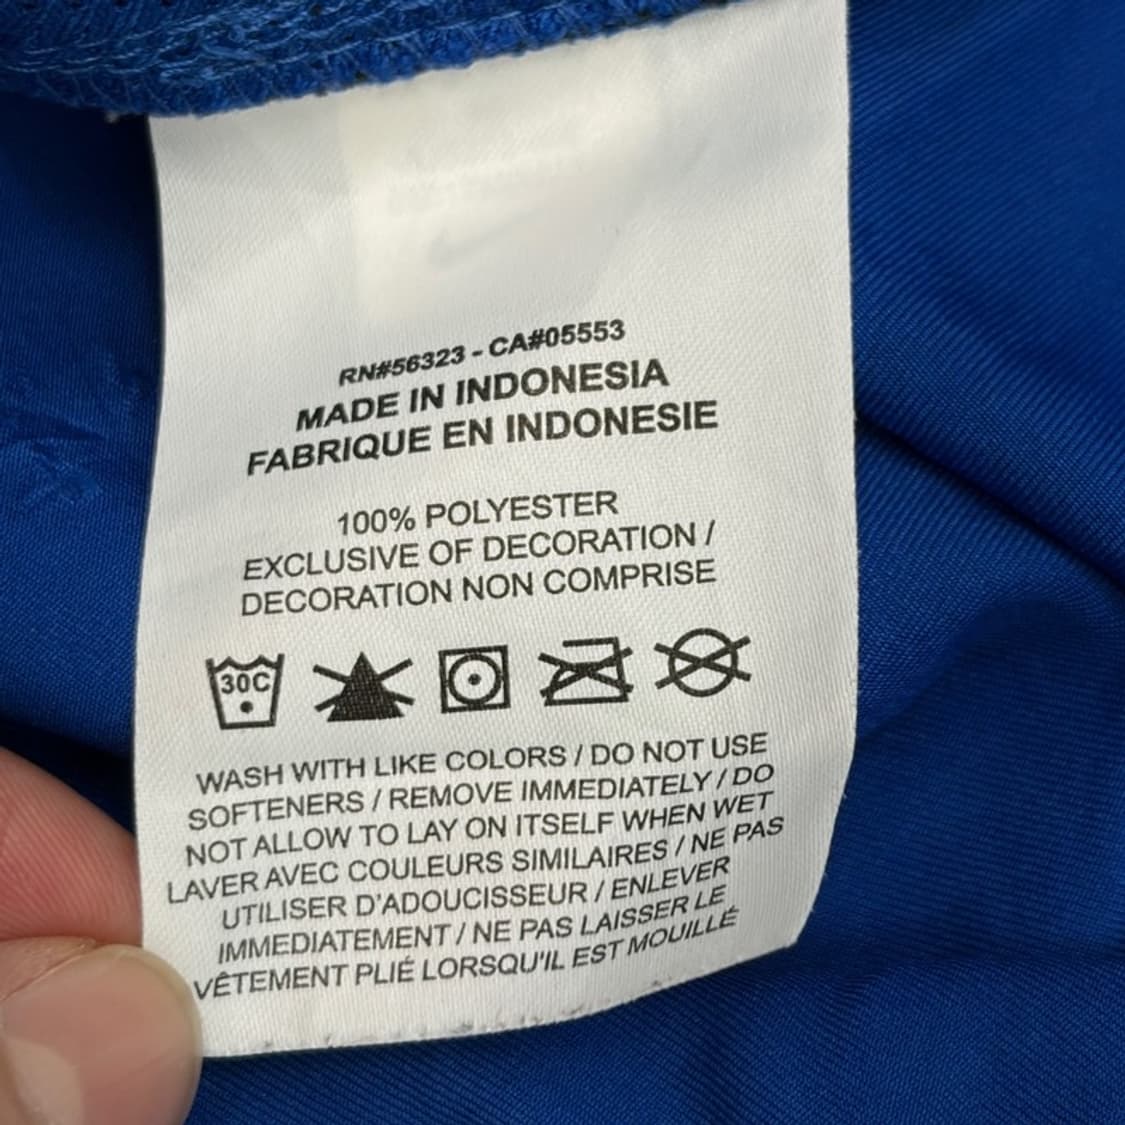 RN#56323 - CA#05553
MADE IN INDONESIA
FABRIQUE EN INDONESIE
100% POLYESTER
EXCLUSIVE OF DECORATION /
DECORATION NON COMPRISE
30C
WASH WITH LIKE COLORS / DO NOT USE
SOFTENERS / REMOVE IMMEDIATELY / DO
NOT ALLOW TO LAY ON ITSELF WHEN WET
LAVER AVEC COULEURS SIMILAIRES / NE PAS
UTILISER D'ADOUCISSEUR / ENLEVER
IMMEDIATEMENT / NE PAS LAISSER LE
VÊTEMENT PLIÉ LORSQU'IL EST MOUILLÉ